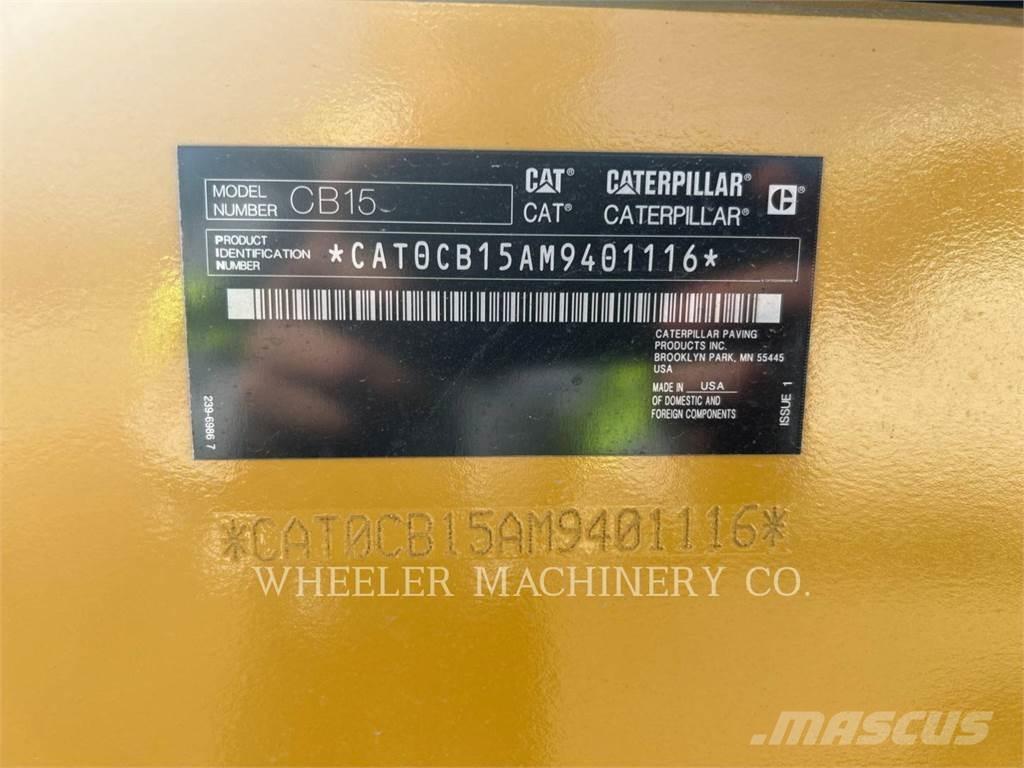 MODEL NUMBER CB15
CAT® CATERPILLAR®
CAT® CATERPILLAR®
PRODUCT
IDENTIFICATION
NUMBER
*CAT0CB15AM9401116*
CATERPILLAR PAVING
PRODUCTS INC.
BROOKLYN PARK, MN 55445
USA
MADE IN USA
OF DOMESTIC AND
FOREIGN COMPONENTS
239-6986 7
ISSUE 1
*CAT0CB15AM9401116*
WHEELER MACHINERY CO.
MASCUS